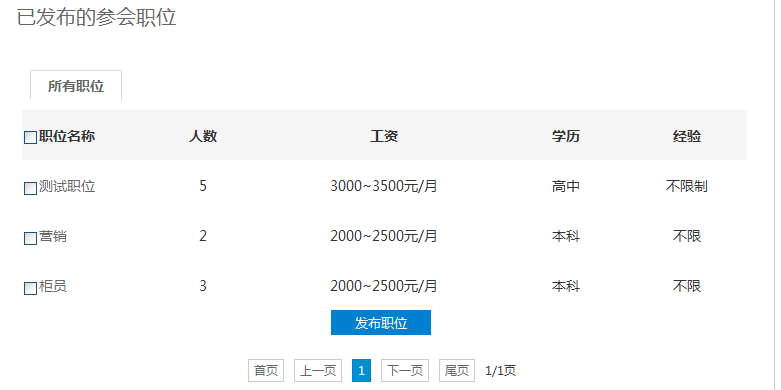 已发布的参会职位
所有职位
职位名称 人数 工资 学历 经验
测试职位 5 3000~3500元/月 高中 不限制
营销 2 2000~2500元/月 本科 不限
柜员 3 2000~2500元/月 本科 不限
发布职位
首页 上一页 1 下一页 尾页 1/1页